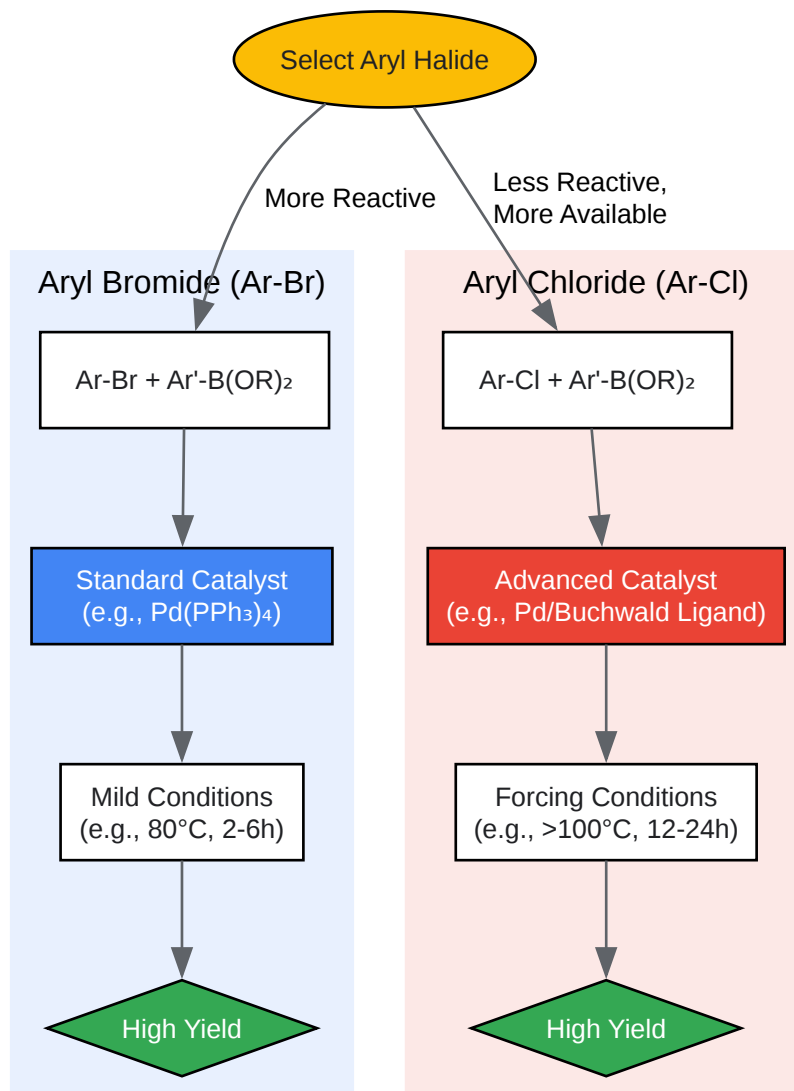 Select Aryl Halide
More Reactive
Less Reactive,
More Available
Aryl Bromide (Ar-Br)
Ar-Br + Ar'-B(OR)₂
Standard Catalyst
(e.g., Pd(PPh₃)₄)
Mild Conditions
(e.g., 80°C, 2-6h)
High Yield
Aryl Chloride (Ar-Cl)
Ar-Cl + Ar'-B(OR)₂
Advanced Catalyst
(e.g., Pd/Buchwald Ligand)
Forcing Conditions
(e.g., >100°C, 12-24h)
High Yield